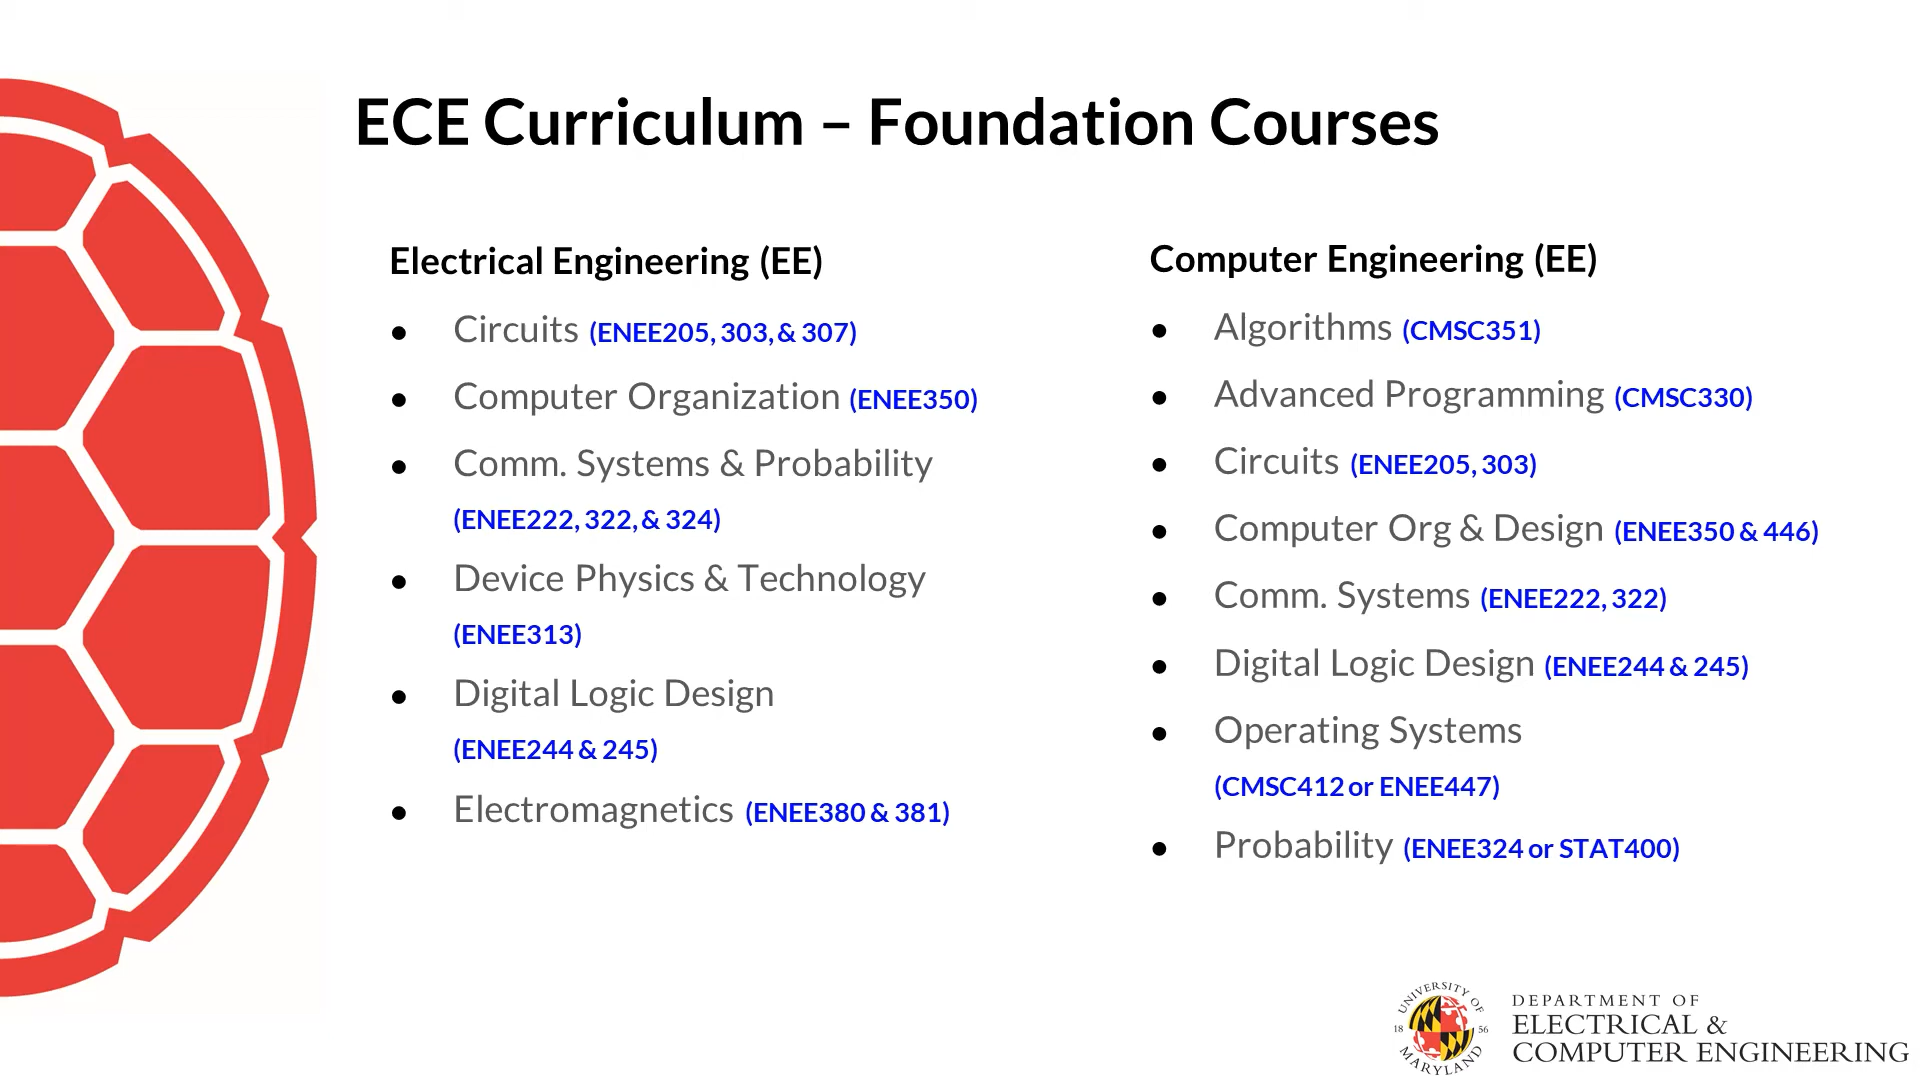 ECE Curriculum – Foundation Courses
Electrical Engineering (EE)
● Circuits (ENEE205, 303, & 307)
● Computer Organization (ENEE350)
● Comm. Systems & Probability
(ENEE222, 322, & 324)
● Device Physics & Technology
(ENEE313)
● Digital Logic Design
(ENEE244 & 245)
● Electromagnetics (ENEE380 & 381)
Computer Engineering (EE)
● Algorithms (CMSC351)
● Advanced Programming (CMSC330)
● Circuits (ENEE205, 303)
● Computer Org & Design (ENEE350 & 446)
● Comm. Systems (ENEE222, 322)
● Digital Logic Design (ENEE244 & 245)
● Operating Systems
(CMSC412 or ENEE447)
● Probability (ENEE324 or STAT400)
UNIVERSITY OF
18 56
MARYLAND
DEPARTMENT OF
ELECTRICAL &
COMPUTER ENGINEERING